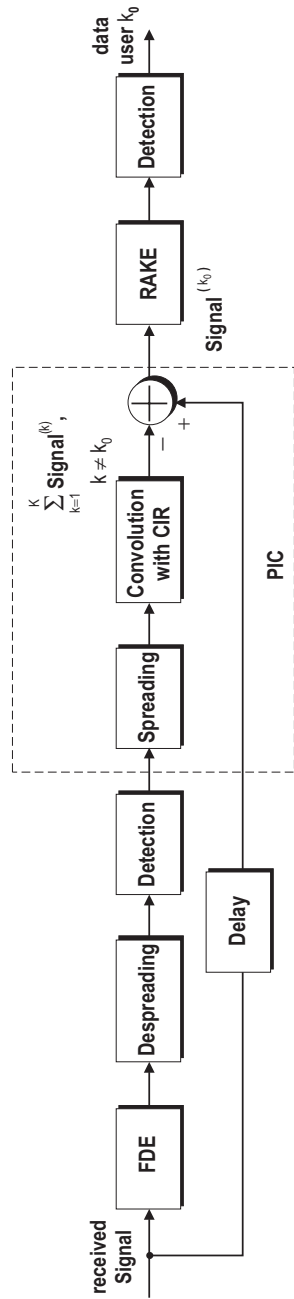 received
Signal
FDE
Despreading
Detection
Spreading
Convolution
with CIR
K
∑ Signal^(k) ,
k=1
k ≠ k₀
−
+
PIC
Delay
RAKE
Signal^(k₀)
Detection
data
user k₀